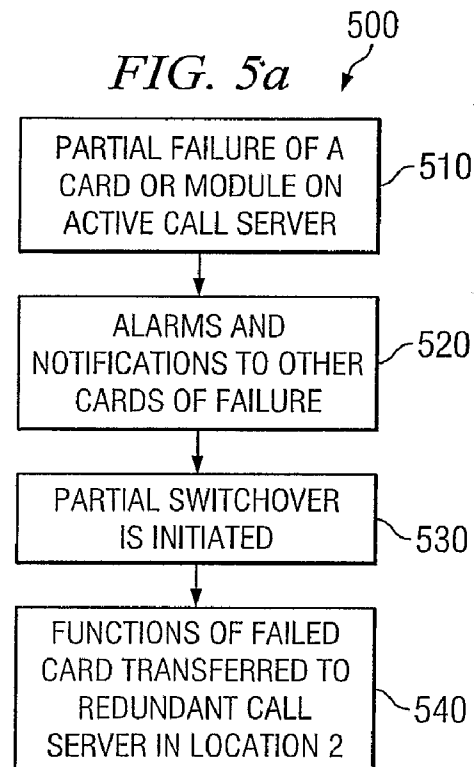 500
FIG. 5a
PARTIAL FAILURE OF A
CARD OR MODULE ON
ACTIVE CALL SERVER
510
ALARMS AND
NOTIFICATIONS TO OTHER
CARDS OF FAILURE
520
PARTIAL SWITCHOVER
IS INITIATED
530
FUNCTIONS OF FAILED
CARD TRANSFERRED TO
REDUNDANT CALL
SERVER IN LOCATION 2
540